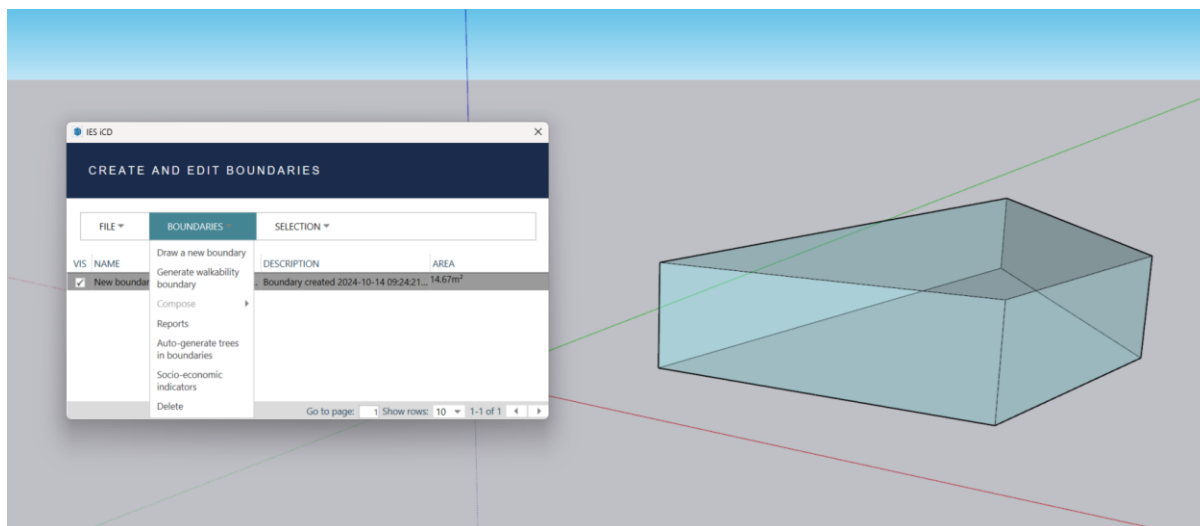 IES iCD
CREATE AND EDIT BOUNDARIES
FILE BOUNDARIES SELECTION
Draw a new boundary
Generate walkability
boundary
Compose
Reports
Auto-generate trees
in boundaries
Socio-economic
indicators
Delete
VIS NAME DESCRIPTION AREA
New boundar Boundary created 2024-10-14 09:24:21... 14.67m²
Go to page: 1 Show rows: 10 1-1 of 1